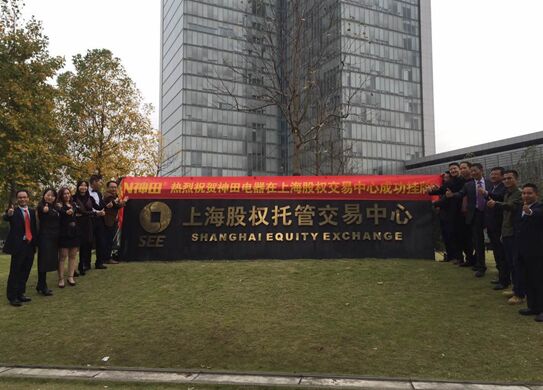 N神田 热烈祝贺神田电器在上海股权交易中心成功挂牌
上海股权托管交易中心
SEE
SHANGHAI EQUITY EXCHANGE